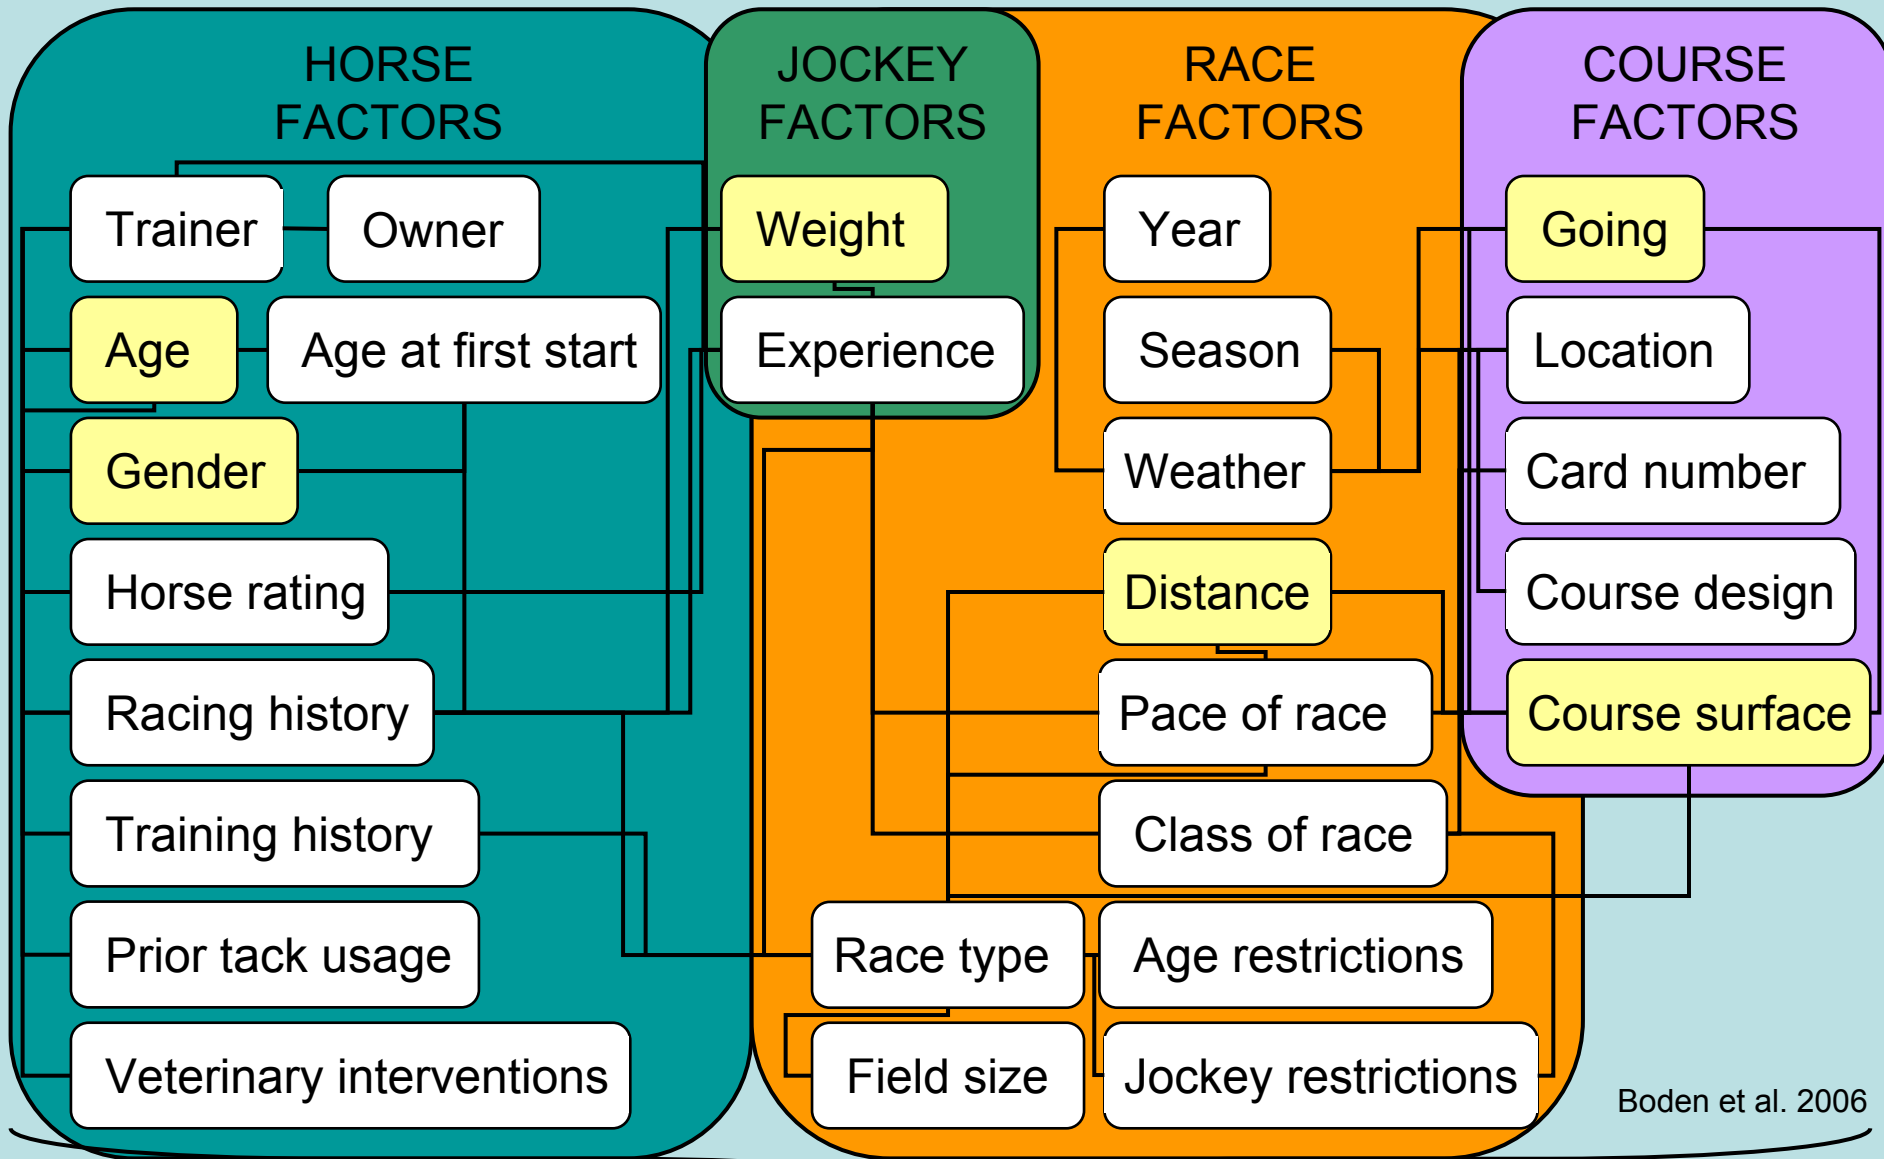 HORSE
FACTORS
JOCKEY
FACTORS
RACE
FACTORS
COURSE
FACTORS
Trainer
Owner
Age
Age at first start
Gender
Horse rating
Racing history
Training history
Prior tack usage
Veterinary interventions
Weight
Experience
Year
Season
Weather
Distance
Pace of race
Class of race
Race type
Age restrictions
Field size
Jockey restrictions
Going
Location
Card number
Course design
Course surface
Boden et al. 2006